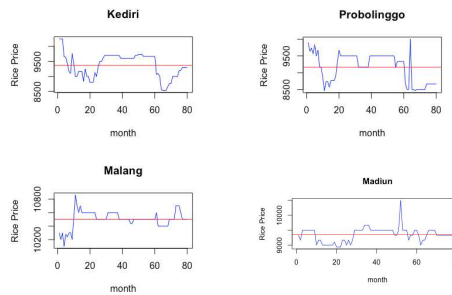 Kediri
Rice Price
8500 9500
0 20 40 60 80
month
Probolinggo
Rice Price
8500 9500
0 20 40 60 80
month
Malang
Rice Price
10200 10800
0 20 40 60 80
month
Madiun
Rice Price
9000 10000
0 20 40 60 80
month